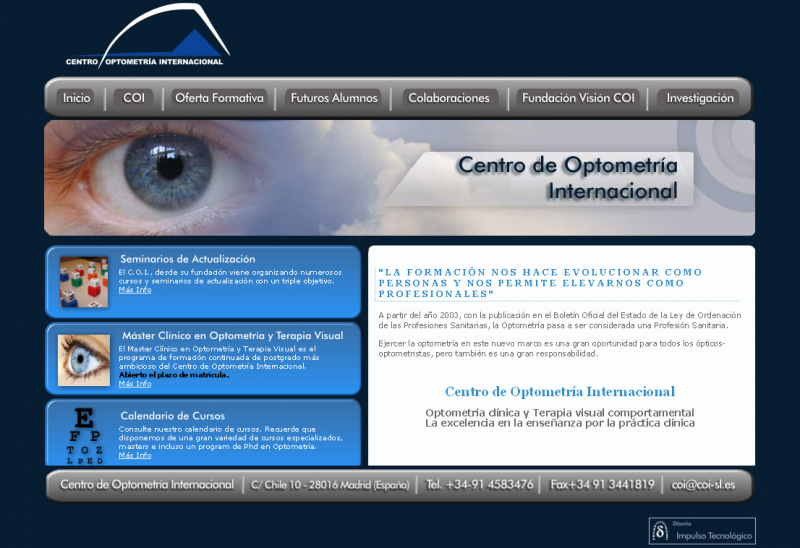 CENTRO OPTOMETRÍA INTERNACIONAL
Inicio
COI
Oferta Formativa
Futuros Alumnos
Colaboraciones
Fundación Visión COI
Investigación
Centro de Optometría
Internacional
Seminarios de Actualización
El C.O.I., desde su fundación viene organizando numerosos
cursos y seminarios de actualización con un triple objetivo.
Más Info
Máster Clínico en Optometría y Terapia Visual
El Master Clínico en Optometría y Terapia Visual es el
programa de formación continuada de postgrado más
ambicioso del Centro de Optometría Internacional.
Abierto el plazo de matrícula.
Más Info
E
F P
T O Z
L P E D
Calendario de Cursos
Consulte nuestro calendario de cursos. Recuerde que
disponemos de una gran variedad de cursos especializados,
masters e incluso un program de Phd en Optometría.
Más Info
"LA FORMACIÓN NOS HACE EVOLUCIONAR COMO
PERSONAS Y NOS PERMITE ELEVARNOS COMO
PROFESIONALES"
A partir del año 2003, con la publicación en el Boletín Oficial del Estado de la Ley de Ordenación
de las Profesiones Sanitarias, la Optometría pasa a ser considerada una Profesión Sanitaria.
Ejercer la optometría en este nuevo marco es una gran oportunidad para todos los ópticos-
optometristas, pero también es una gran responsabilidad.
Centro de Optometría Internacional
Optometría clínica y Terapia visual comportamental
La excelencia en la enseñanza por la práctica clínica
Centro de Optometría Internacional
C/ Chile 10 - 28016 Madrid (España)
Tel. +34-91 4583476
Fax+34 91 3441819
coi@coi-sl.es
Diseño
Impulso Tecnológico